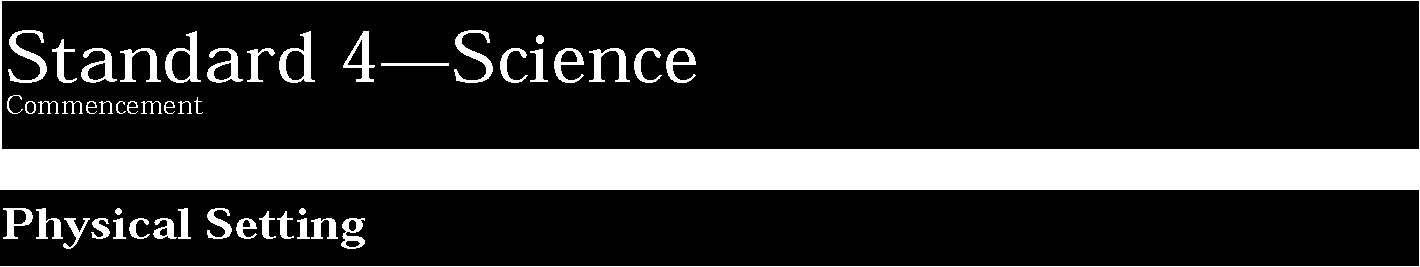 Standard 4—Science
Commencement
Physical Setting